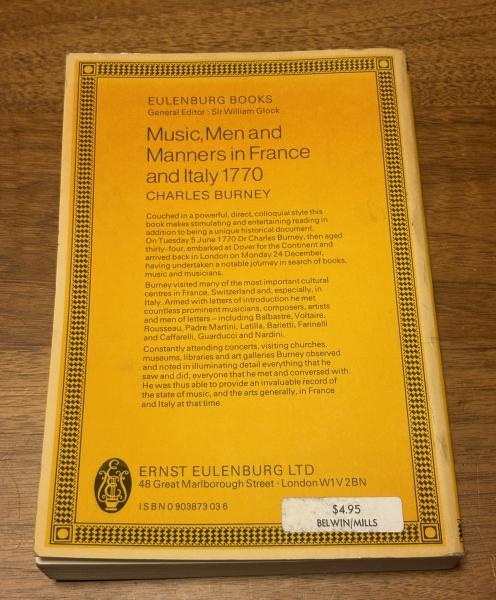 EULENBURG BOOKS
General Editor: Sir William Glock
Music, Men and
Manners in France
and Italy 1770
CHARLES BURNEY
Couched in a powerful, direct, colloquial style this
book makes stimulating and entertaining reading in
addition to being a unique historical document.
On Tuesday 5 June 1770 Dr Charles Burney, then aged
thirty-four, embarked at Dover for the Continent and
arrived back in London on Monday 24 December,
having undertaken a notable journey in search of books,
music and musicians.
Burney visited many of the most important cultural
centres in France, Switzerland and, especially, in
Italy. Armed with letters of introduction he met
countless prominent musicians, composers, artists
and men of letters – including Balbastre, Voltaire,
Rousseau, Padre Martini, Latilla, Barietti, Farinelli
and Caffarelli, Guarducci and Nardini.
Constantly attending concerts, visiting churches,
museums, libraries and art galleries Burney observed
and noted in illuminating detail everything that he
saw and did, everyone that he met and conversed with.
He was thus able to provide an invaluable record of
the state of music, and the arts generally, in France
and Italy at that time.
ERNST EULENBURG LTD
48 Great Marlborough Street · London W1V 2BN
ISBN 0 903873 03 6
$4.95
BELWIN/MILLS